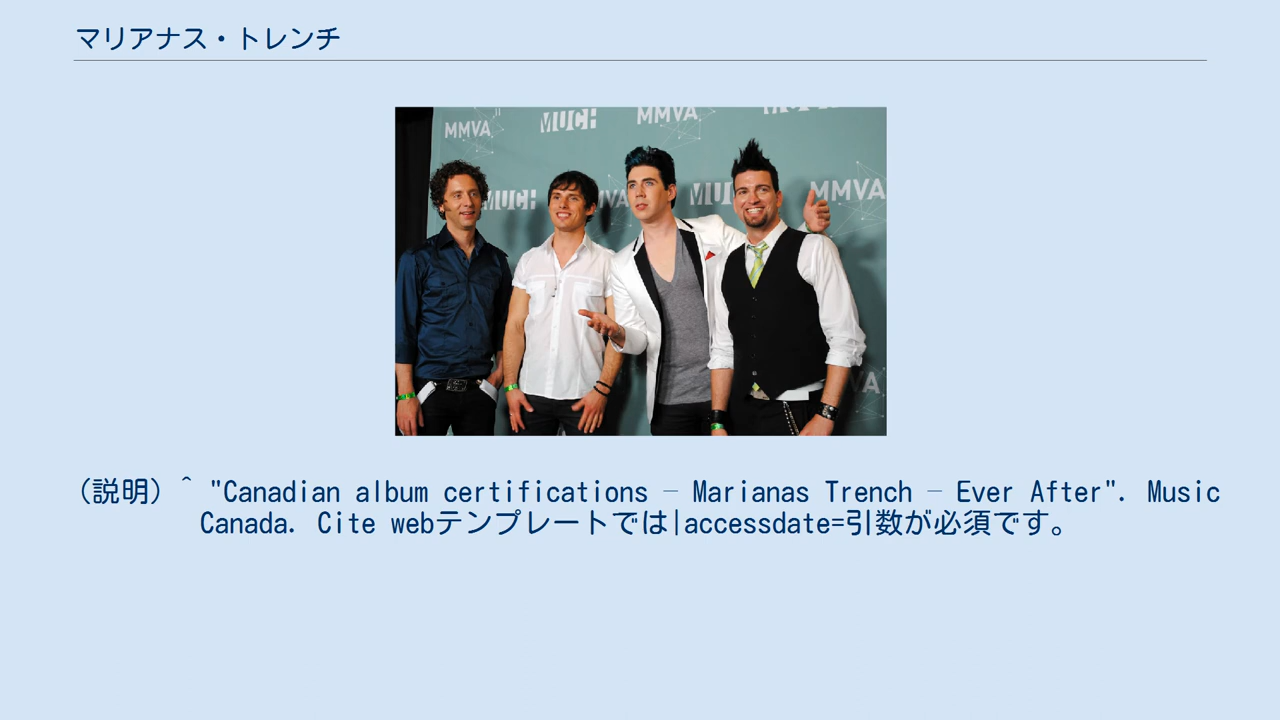 マリアナス・トレンチ
MMVA
MUCH
MMVA
MUCH
MMVA
MUCH
MMVA
（説明）^ "Canadian album certifications – Marianas Trench – Ever After". Music
Canada. Cite webテンプレートでは|accessdate=引数が必須です。